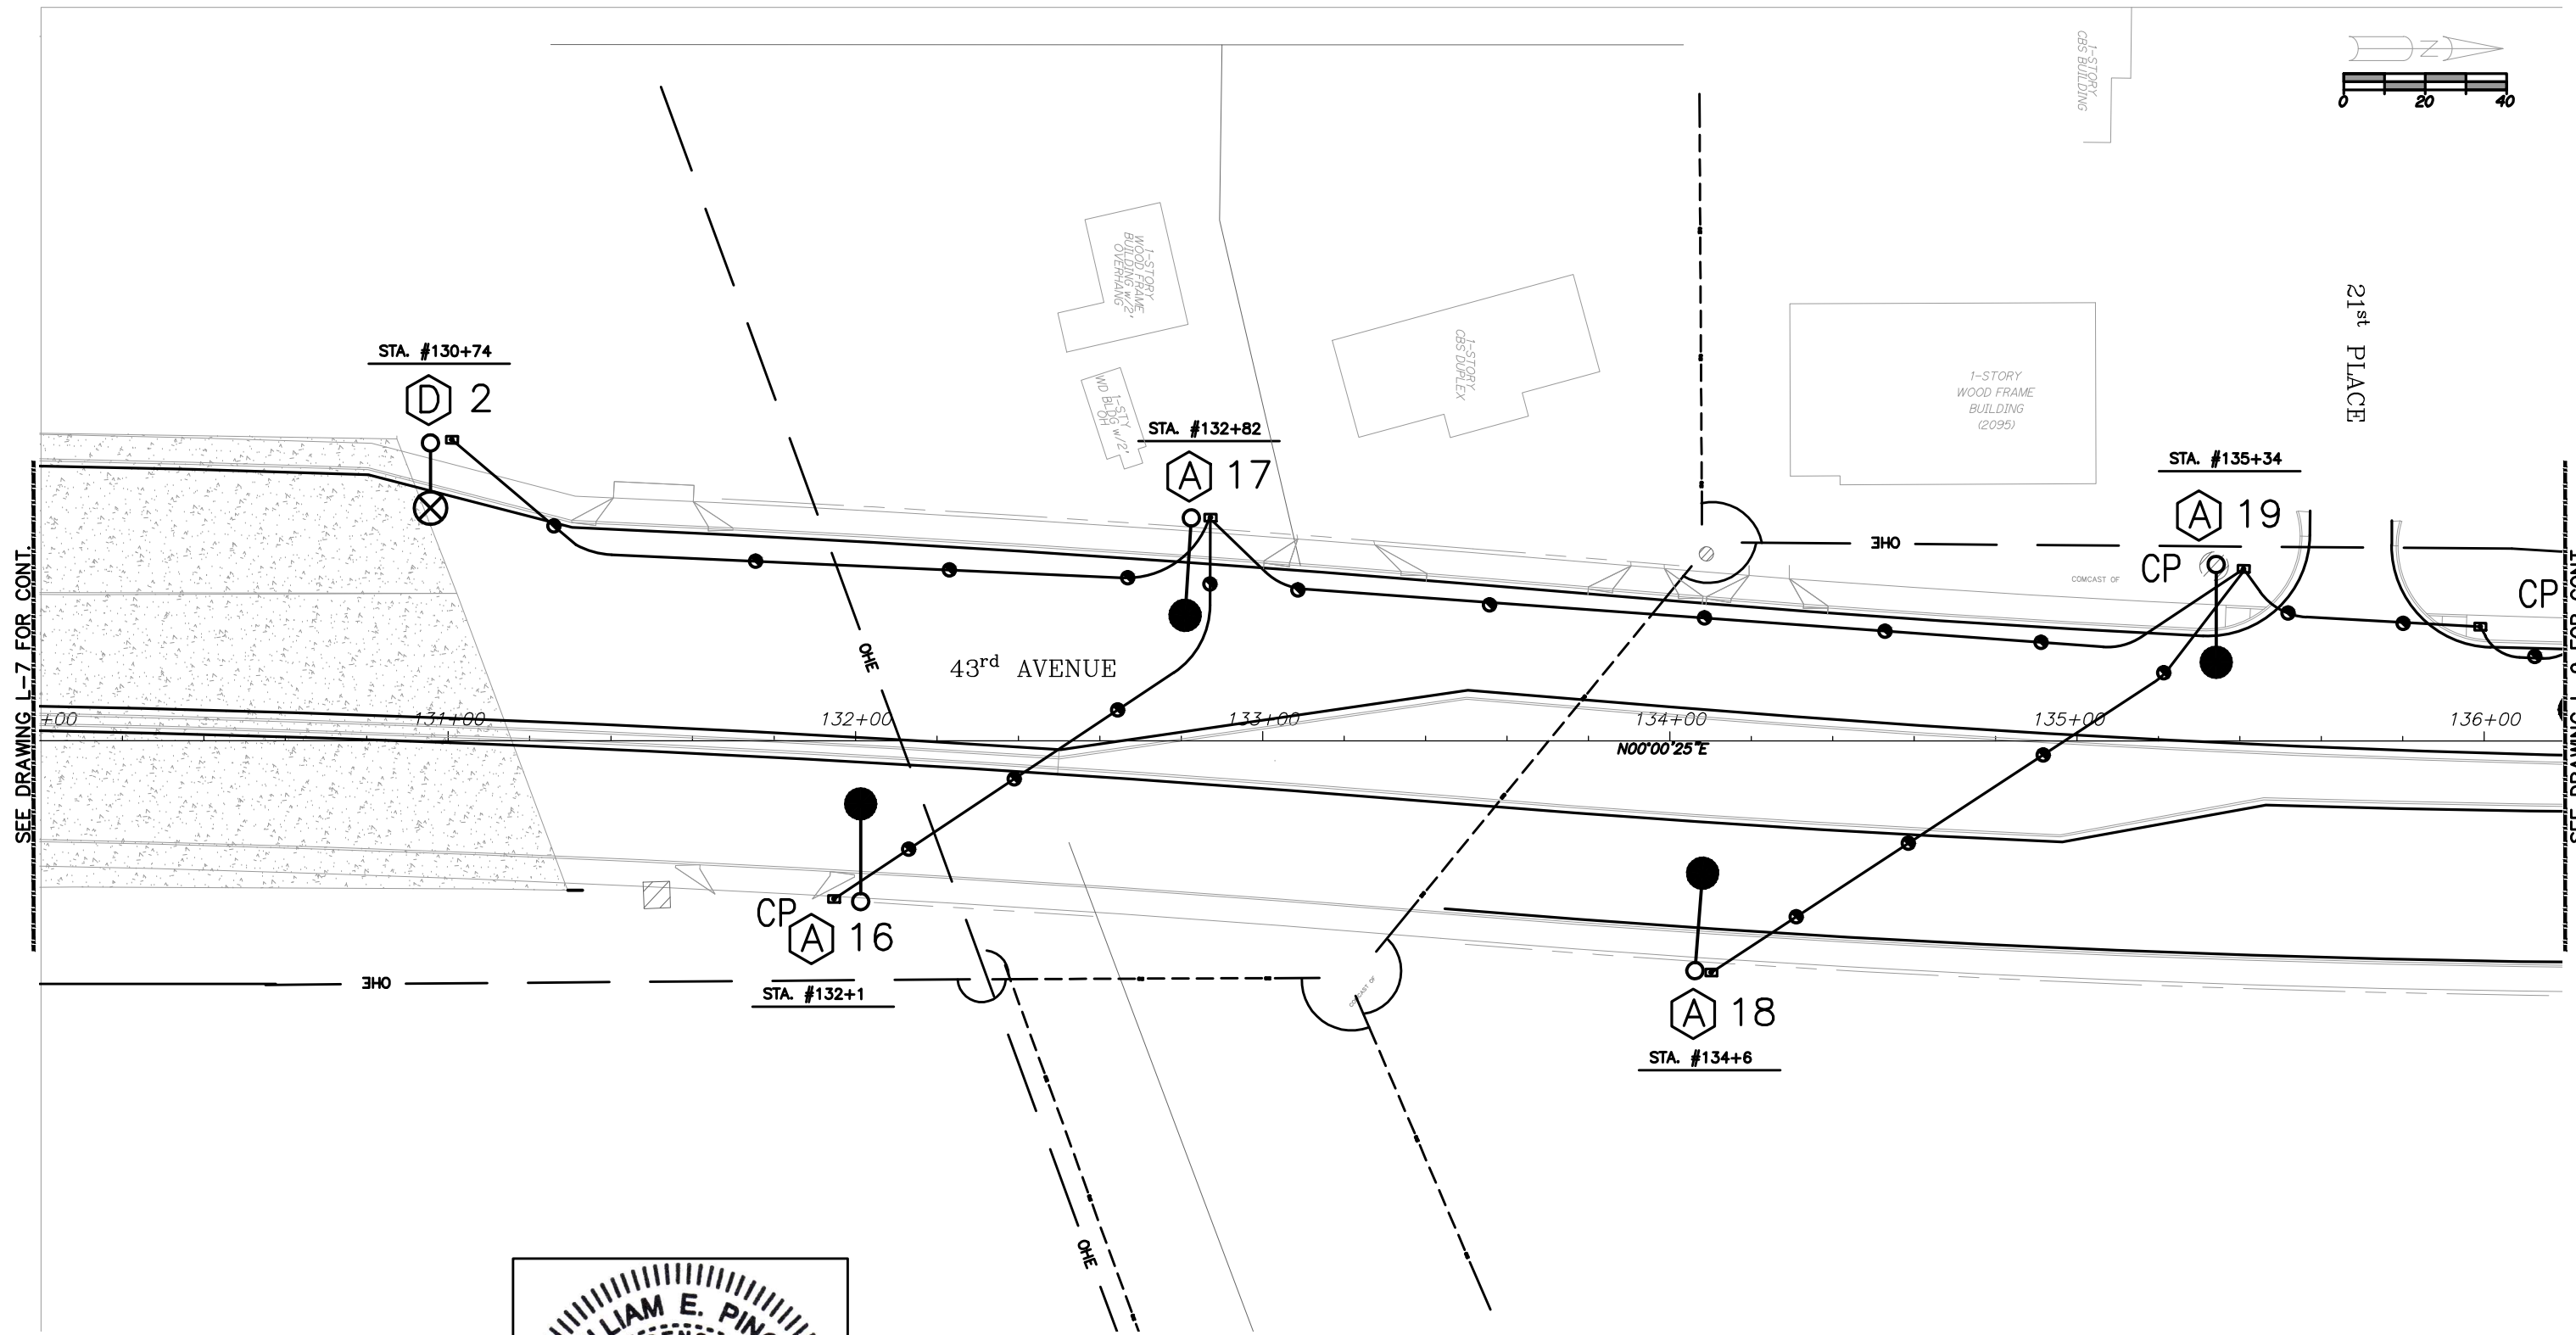 1-STORY
CBS BUILDING
N
0 20 40
1-STORY
WOOD FRAME
BUILDING w/2'
OVERHANG
1-STORY
CBS DUPLEX
21st PLACE
STA. #130+74
D 2
1-STY
WD BLDG w/2'
OH
STA. #132+82
A 17
1-STORY
WOOD FRAME
BUILDING
(2095)
STA. #135+34
A 19
CP
OHE
COMCAST OF
CP
SEE DRAWING L-7 FOR CONT.
OHE
43rd AVENUE
+00 131+00 132+00 133+00 134+00 135+00 136+00
N00°00'25"E
CP
A 16
STA. #132+1
OHE
COMCAST OF
A 18
STA. #134+6
OHE
LIAM E. PING